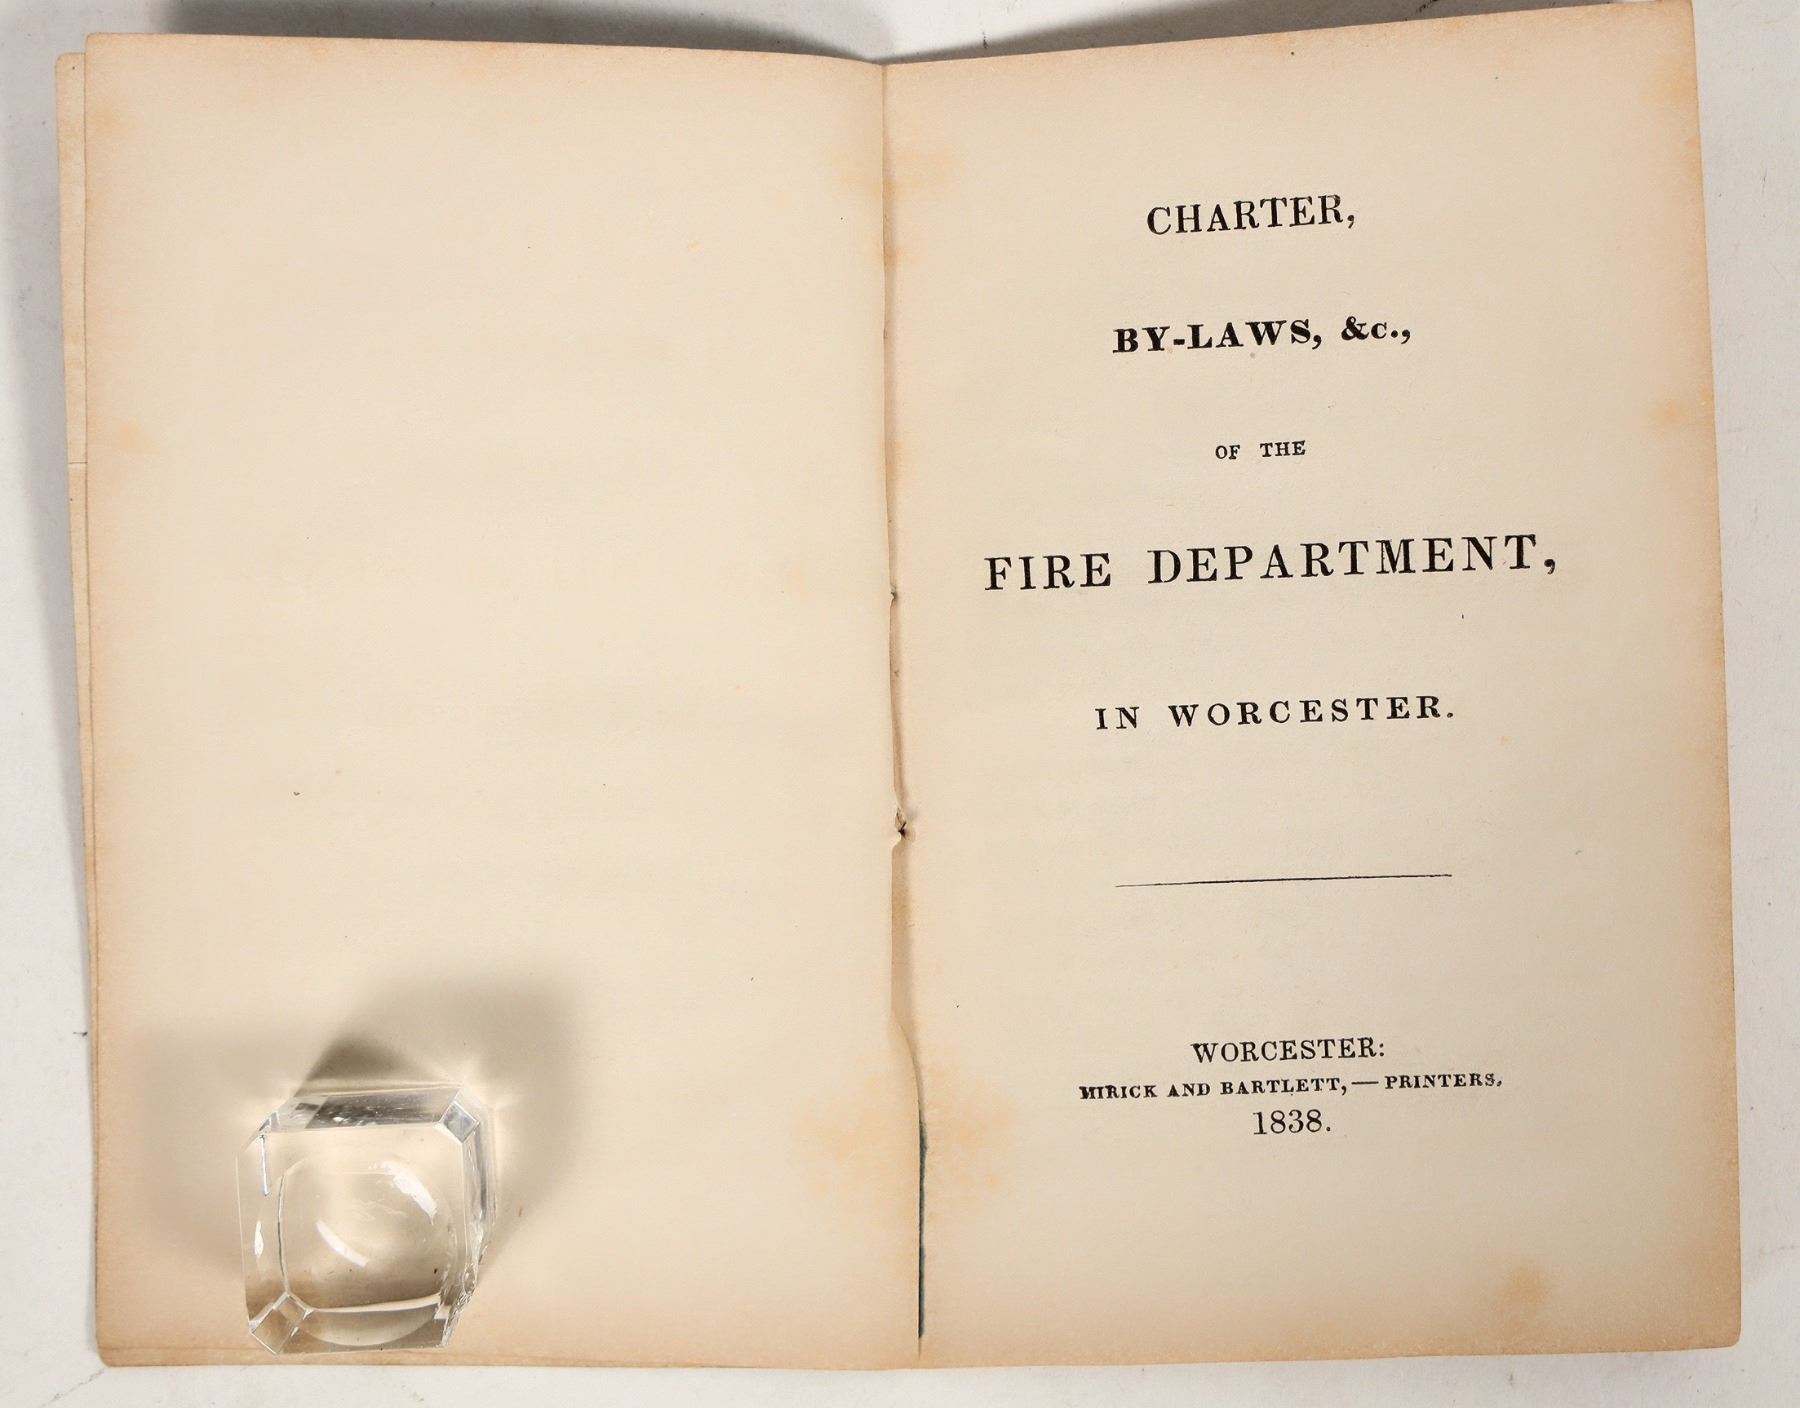 CHARTER,
BY-LAWS, &c.,
OF THE
FIRE DEPARTMENT,
IN WORCESTER.
WORCESTER:
MIRICK AND BARTLETT,—PRINTERS.
1838.